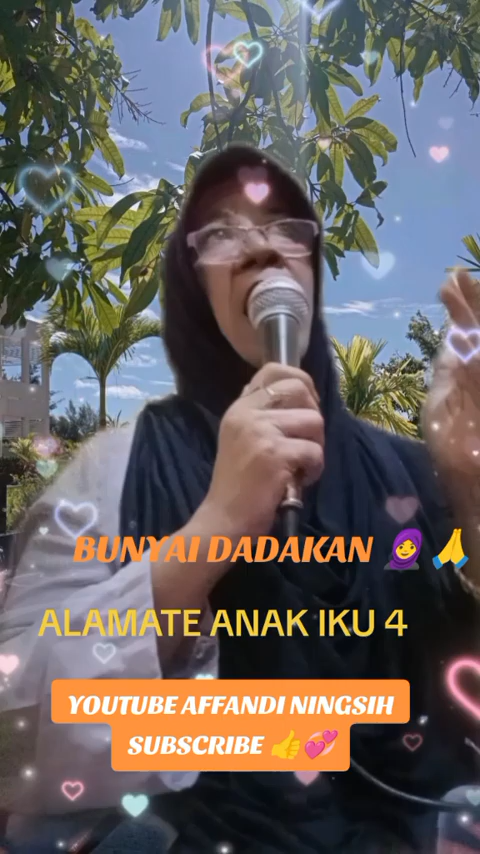 BUNYAI DADAKAN 🧕🙏
ALAMATE ANAK IKU 4
YOUTUBE AFFANDI NINGSIH
SUBSCRIBE 👍💞